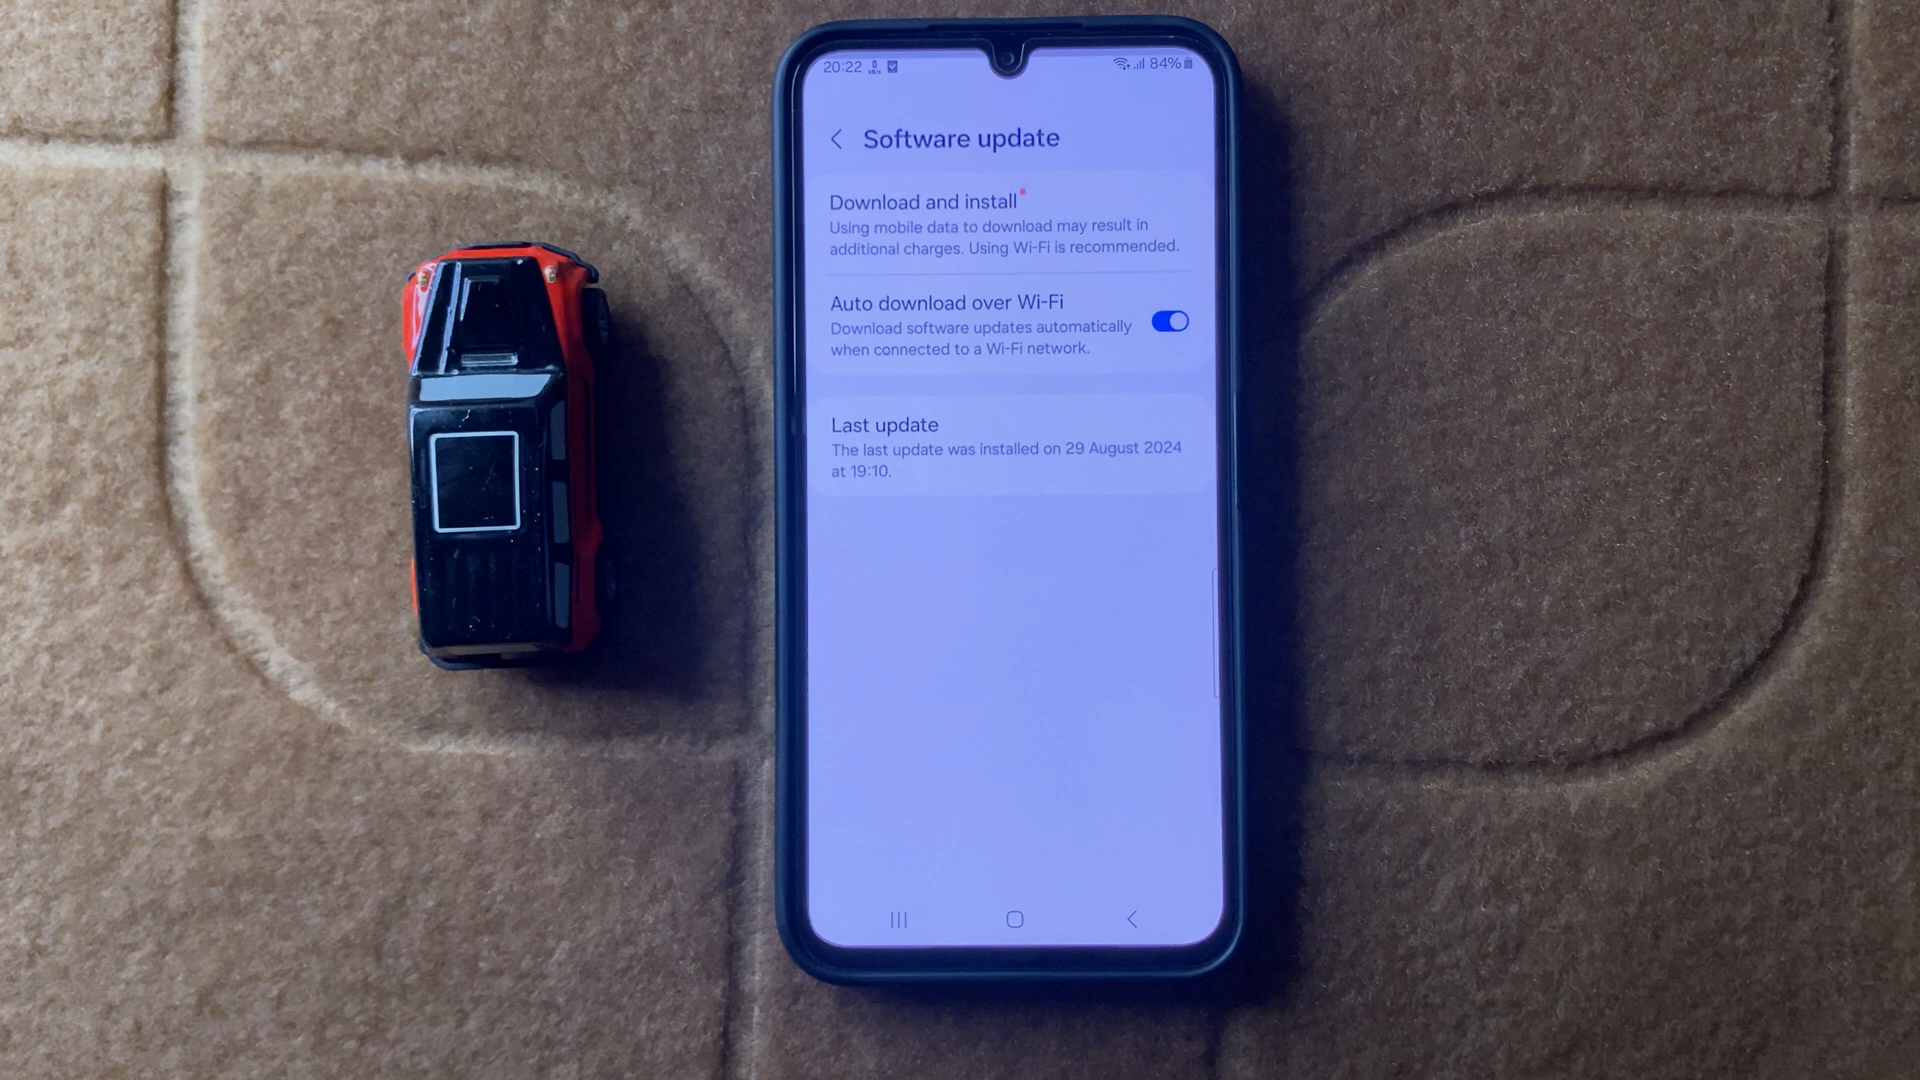 20:22
84%
Software update
Download and install
Using mobile data to download may result in
additional charges. Using Wi-Fi is recommended.
Auto download over Wi-Fi
Download software updates automatically
when connected to a Wi-Fi network.
Last update
The last update was installed on 29 August 2024
at 19:10.